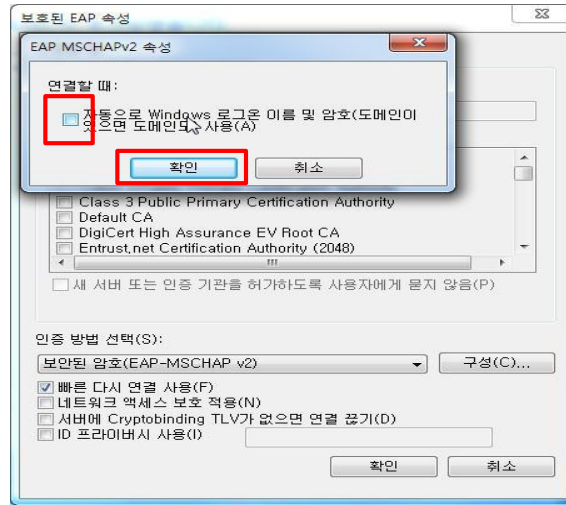 보호된 EAP 속성
EAP MSCHAPv2 속성
연결할 때:
자동으로 Windows 로그온 이름 및 암호(도메인이
있으면 도메인도 사용(A)
확인
취소
Class 3 Public Primary Certification Authority
Default CA
DigiCert High Assurance EV Root CA
Entrust.net Certification Authority (2048)
새 서버 또는 인증 기관을 허가하도록 사용자에게 묻지 않음(P)
인증 방법 선택(S):
보안된 암호(EAP-MSCHAP v2)
구성(C)...
빠른 다시 연결 사용(F)
네트워크 액세스 보호 적용(N)
서버에 Cryptobinding TLV가 없으면 연결 끊기(D)
ID 프라이버시 사용(I)
확인
취소